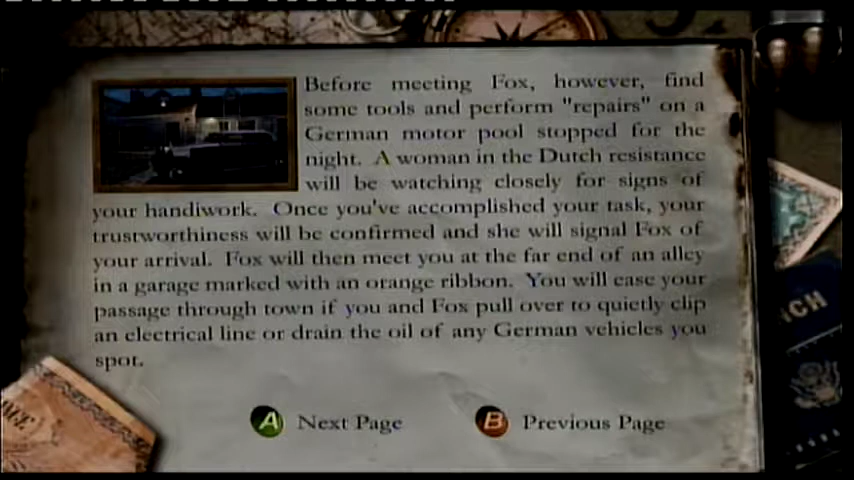 Before meeting Fox, however, find
some tools and perform "repairs" on a
German motor pool stopped for the
night. A woman in the Dutch resistance
will be watching closely for signs of
your handiwork. Once you've accomplished your task, your
trustworthiness will be confirmed and she will signal Fox of
your arrival. Fox will then meet you at the far end of an alley
in a garage marked with an orange ribbon. You will ease your
passage through town if you and Fox pull over to quietly clip
an electrical line or drain the oil of any German vehicles you
spot.
A Next Page
B Previous Page